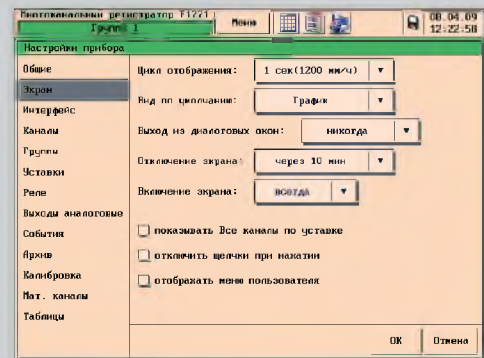 Многоканальный регистратор F1771
Группа 1
Меню
08.04.09
12:22:58
Настройки прибора
Общие
Экран
Интерфейс
Каналы
Группы
Уставки
Реле
Выходы аналоговые
События
Архив
Калибровка
Мат. каналы
Таблицы
Цикл отображения: 1 сек(1200 мм/ч)
Вид по умолчанию: График
Выход из диалоговых окон: никогда
Отключение экрана: через 10 мин
Включение экрана: всегда
показывать Все каналы по уставке
отключить щелчки при нажатии
отображать меню пользователя
ОК
Отмена